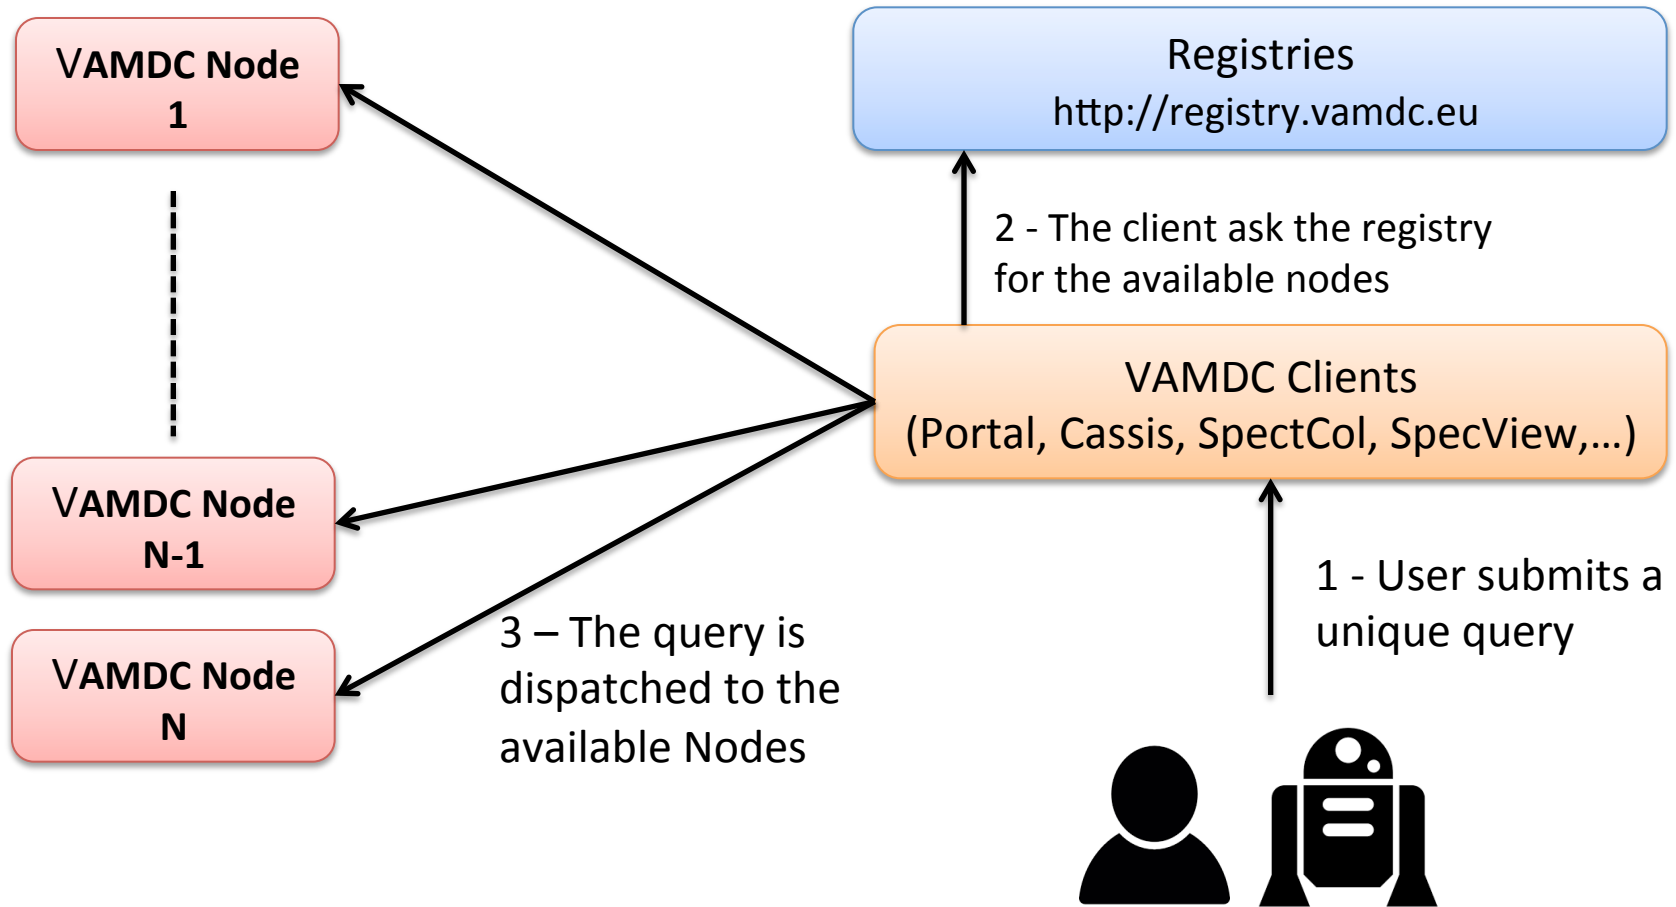 VAMDC Node
1
Registries
http://registry.vamdc.eu
2 - The client ask the registry
for the available nodes
VAMDC Clients
(Portal, Cassis, SpectCol, SpecView,...)
VAMDC Node
N-1
1 - User submits a
unique query
3 – The query is
dispatched to the
available Nodes
VAMDC Node
N